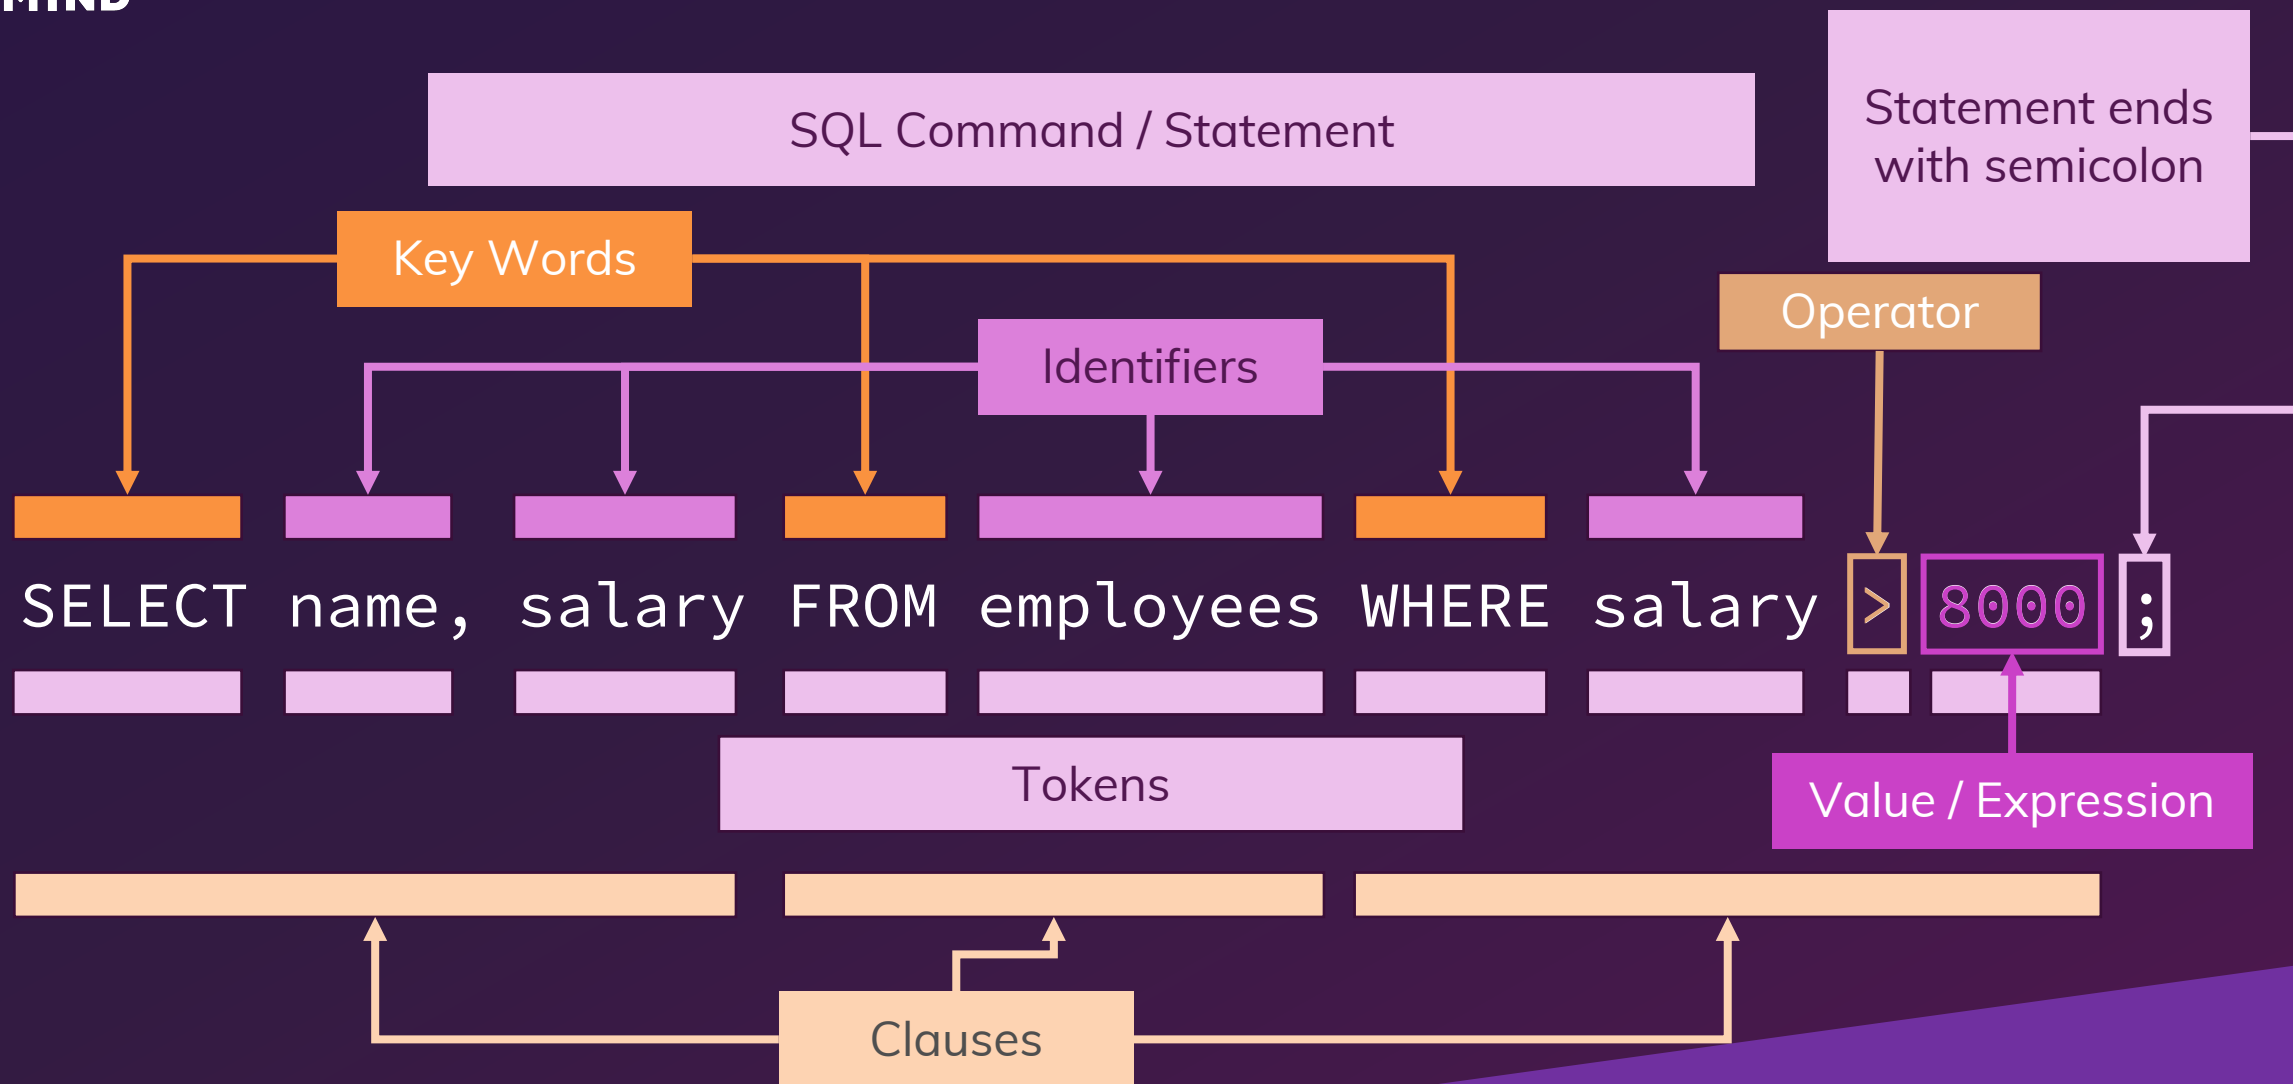 SQL Command / Statement
Statement ends
with semicolon
Key Words
Operator
Identifiers
SELECT name, salary FROM employees WHERE salary > 8000 ;
Tokens
Value / Expression
Clauses